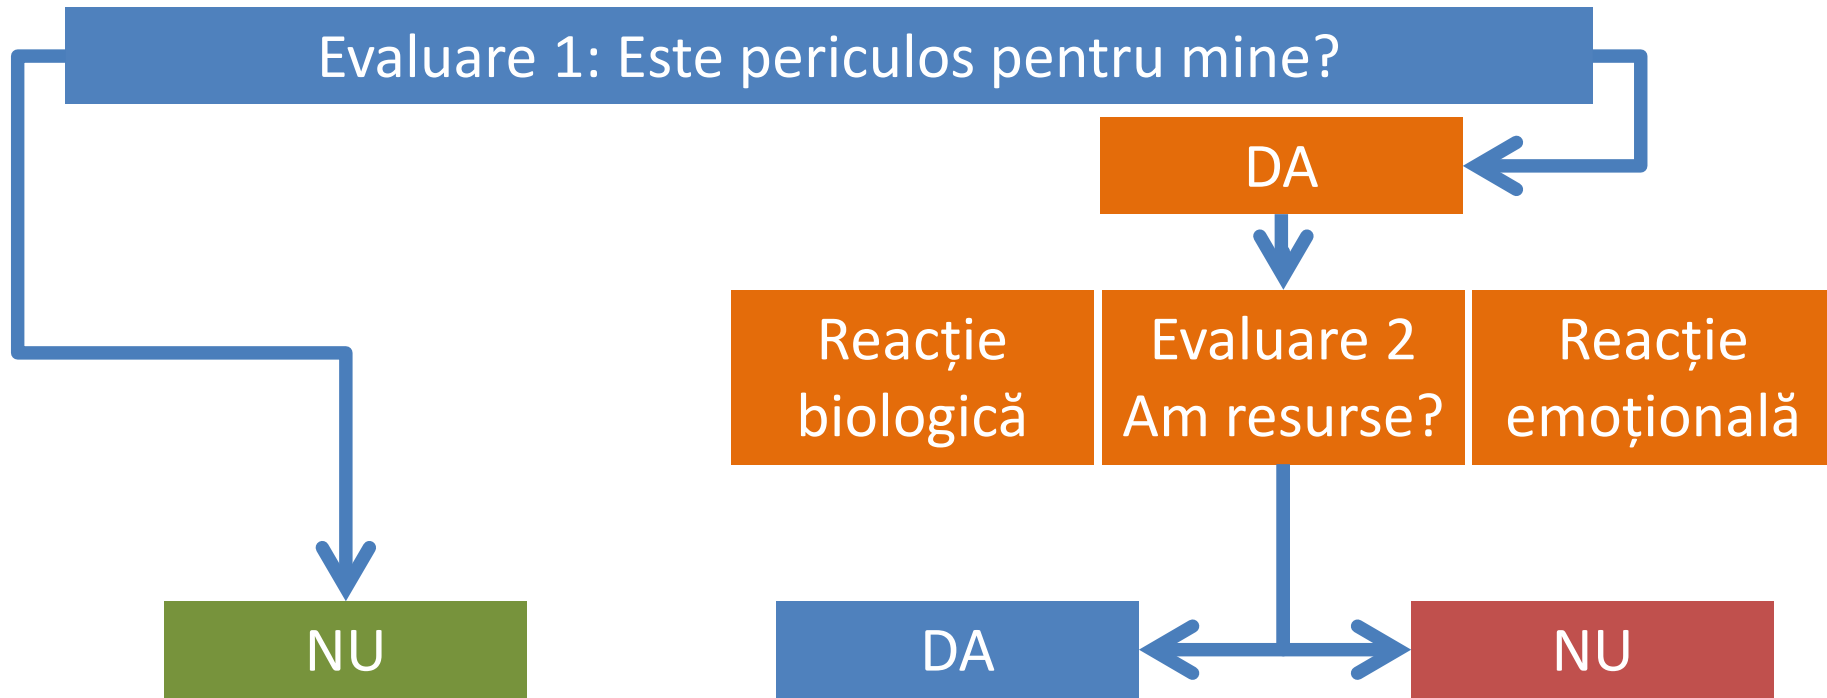 Evaluare 1: Este periculos pentru mine?
DA
Reacție
biologică
Evaluare 2
Am resurse?
Reacție
emoțională
NU
DA
NU